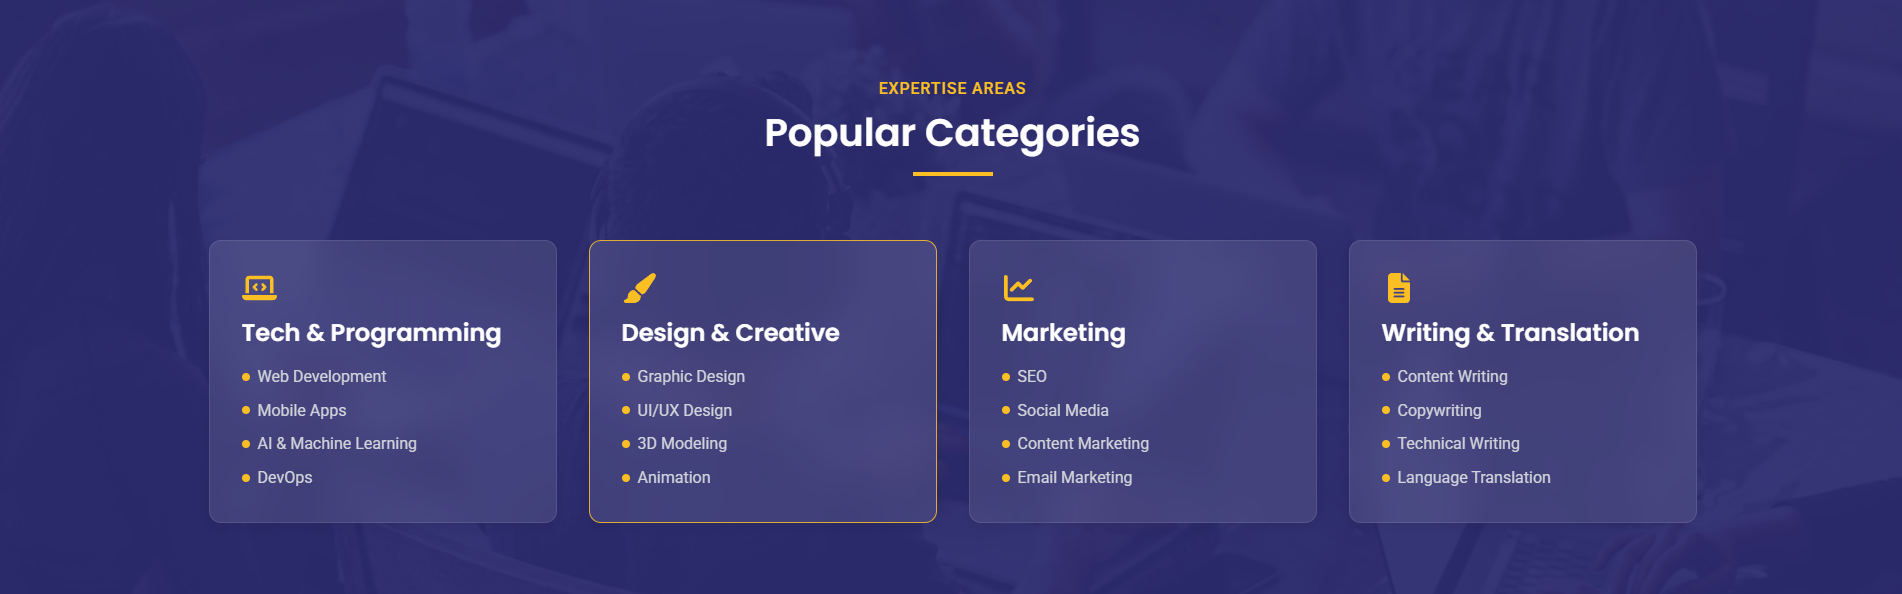 EXPERTISE AREAS
Popular Categories
Tech & Programming
Web Development
Mobile Apps
AI & Machine Learning
DevOps
Design & Creative
Graphic Design
UI/UX Design
3D Modeling
Animation
Marketing
SEO
Social Media
Content Marketing
Email Marketing
Writing & Translation
Content Writing
Copywriting
Technical Writing
Language Translation